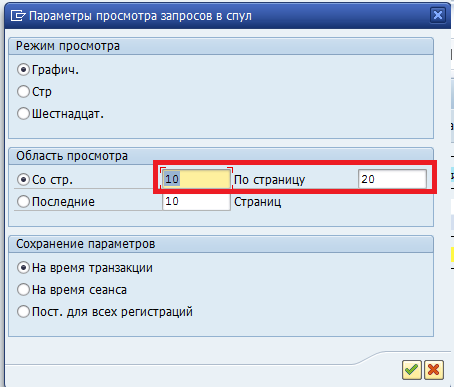 Параметры просмотра запросов в спул
Режим просмотра
Графич.
Стр
Шестнадцат.
Область просмотра
Со стр. 10 По страницу 20
Последние 10 Страниц
Сохранение параметров
На время транзакции
На время сеанса
Пост. для всех регистраций